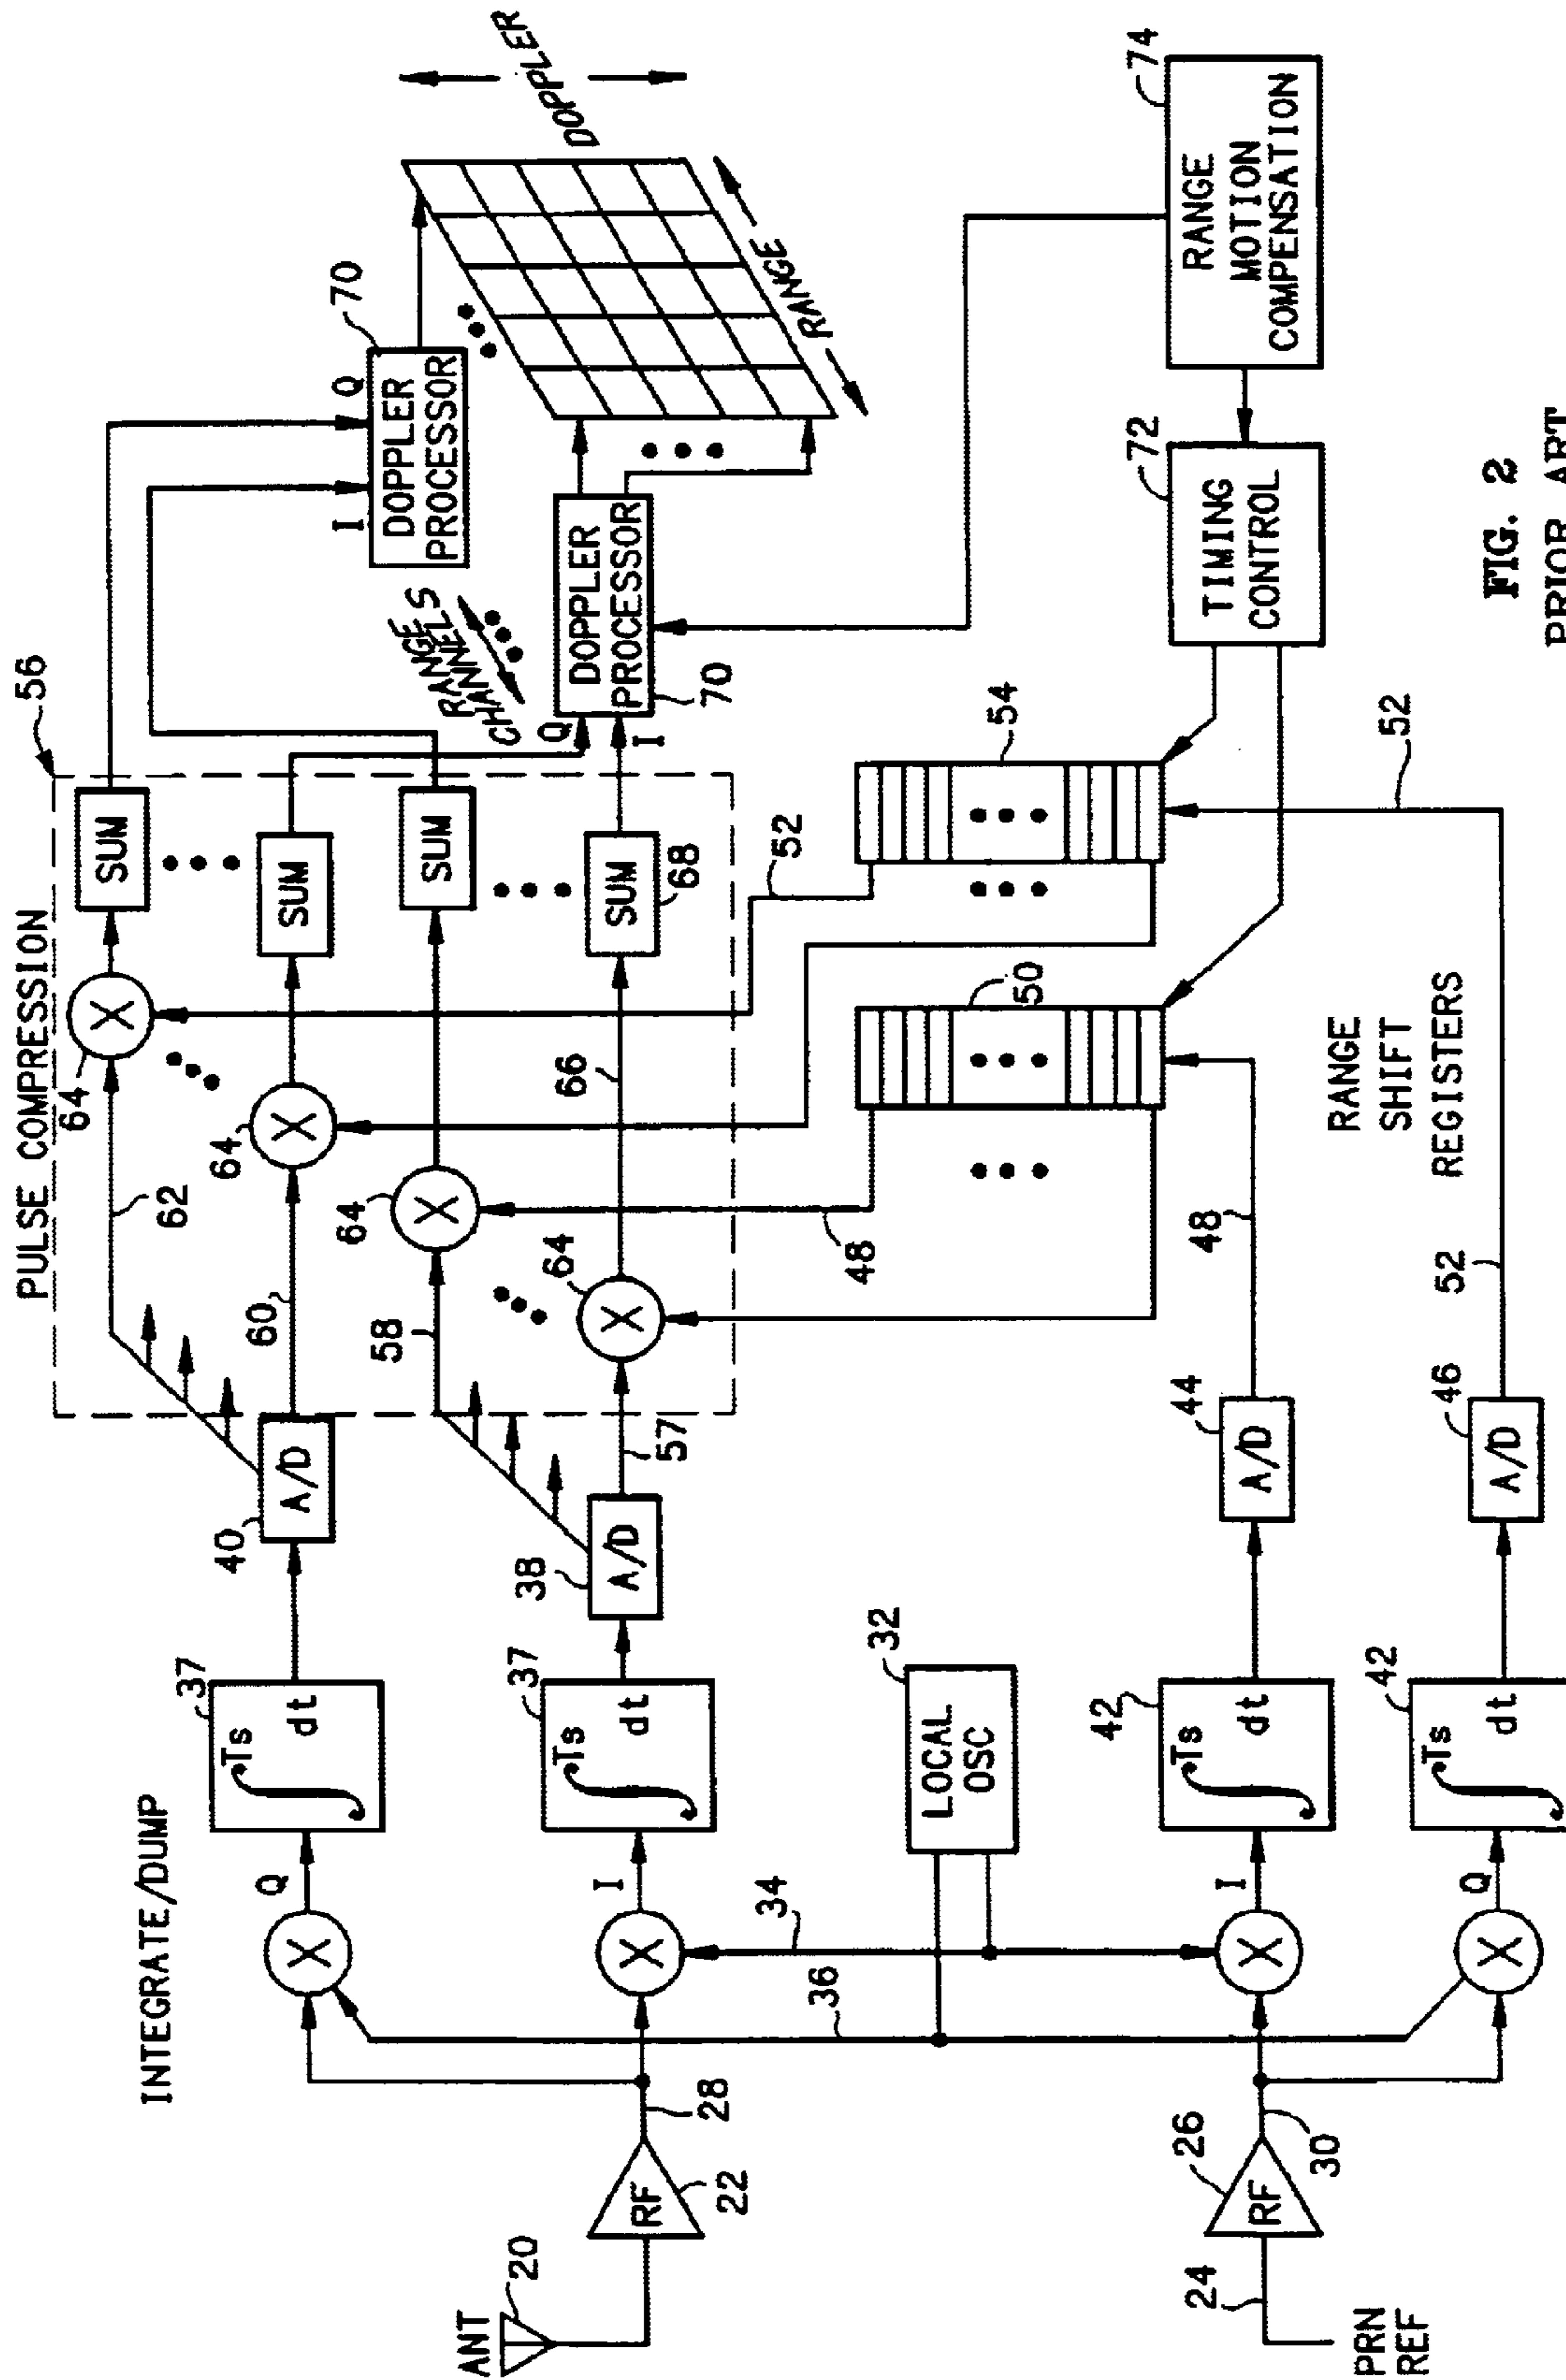 PULSE COMPRESSION
56
INTEGRATE/DUMP
62
64
SUM
I
Q
70
DOPPLER
PROCESSOR
DOPPLER
Q
37
Ts
dt
40
A/D
60
64
SUM
RANGE
CHANNELS
58
64
SUM
I
37
Ts
dt
38
A/D
57
64
66
SUM
68
Q
I
DOPPLER
PROCESSOR
70
RANGE
ANT
20
RF
22
28
36
34
LOCAL
OSC
32
48
50
52
54
24
PRN
REF
RF
26
30
I
42
Ts
dt
44
A/D
48
RANGE
SHIFT
REGISTERS
TIMING
CONTROL
72
RANGE
MOTION
COMPENSATION
74
Q
42
Ts
dt
46
A/D
52
52
FIG. 2
PRIOR ART